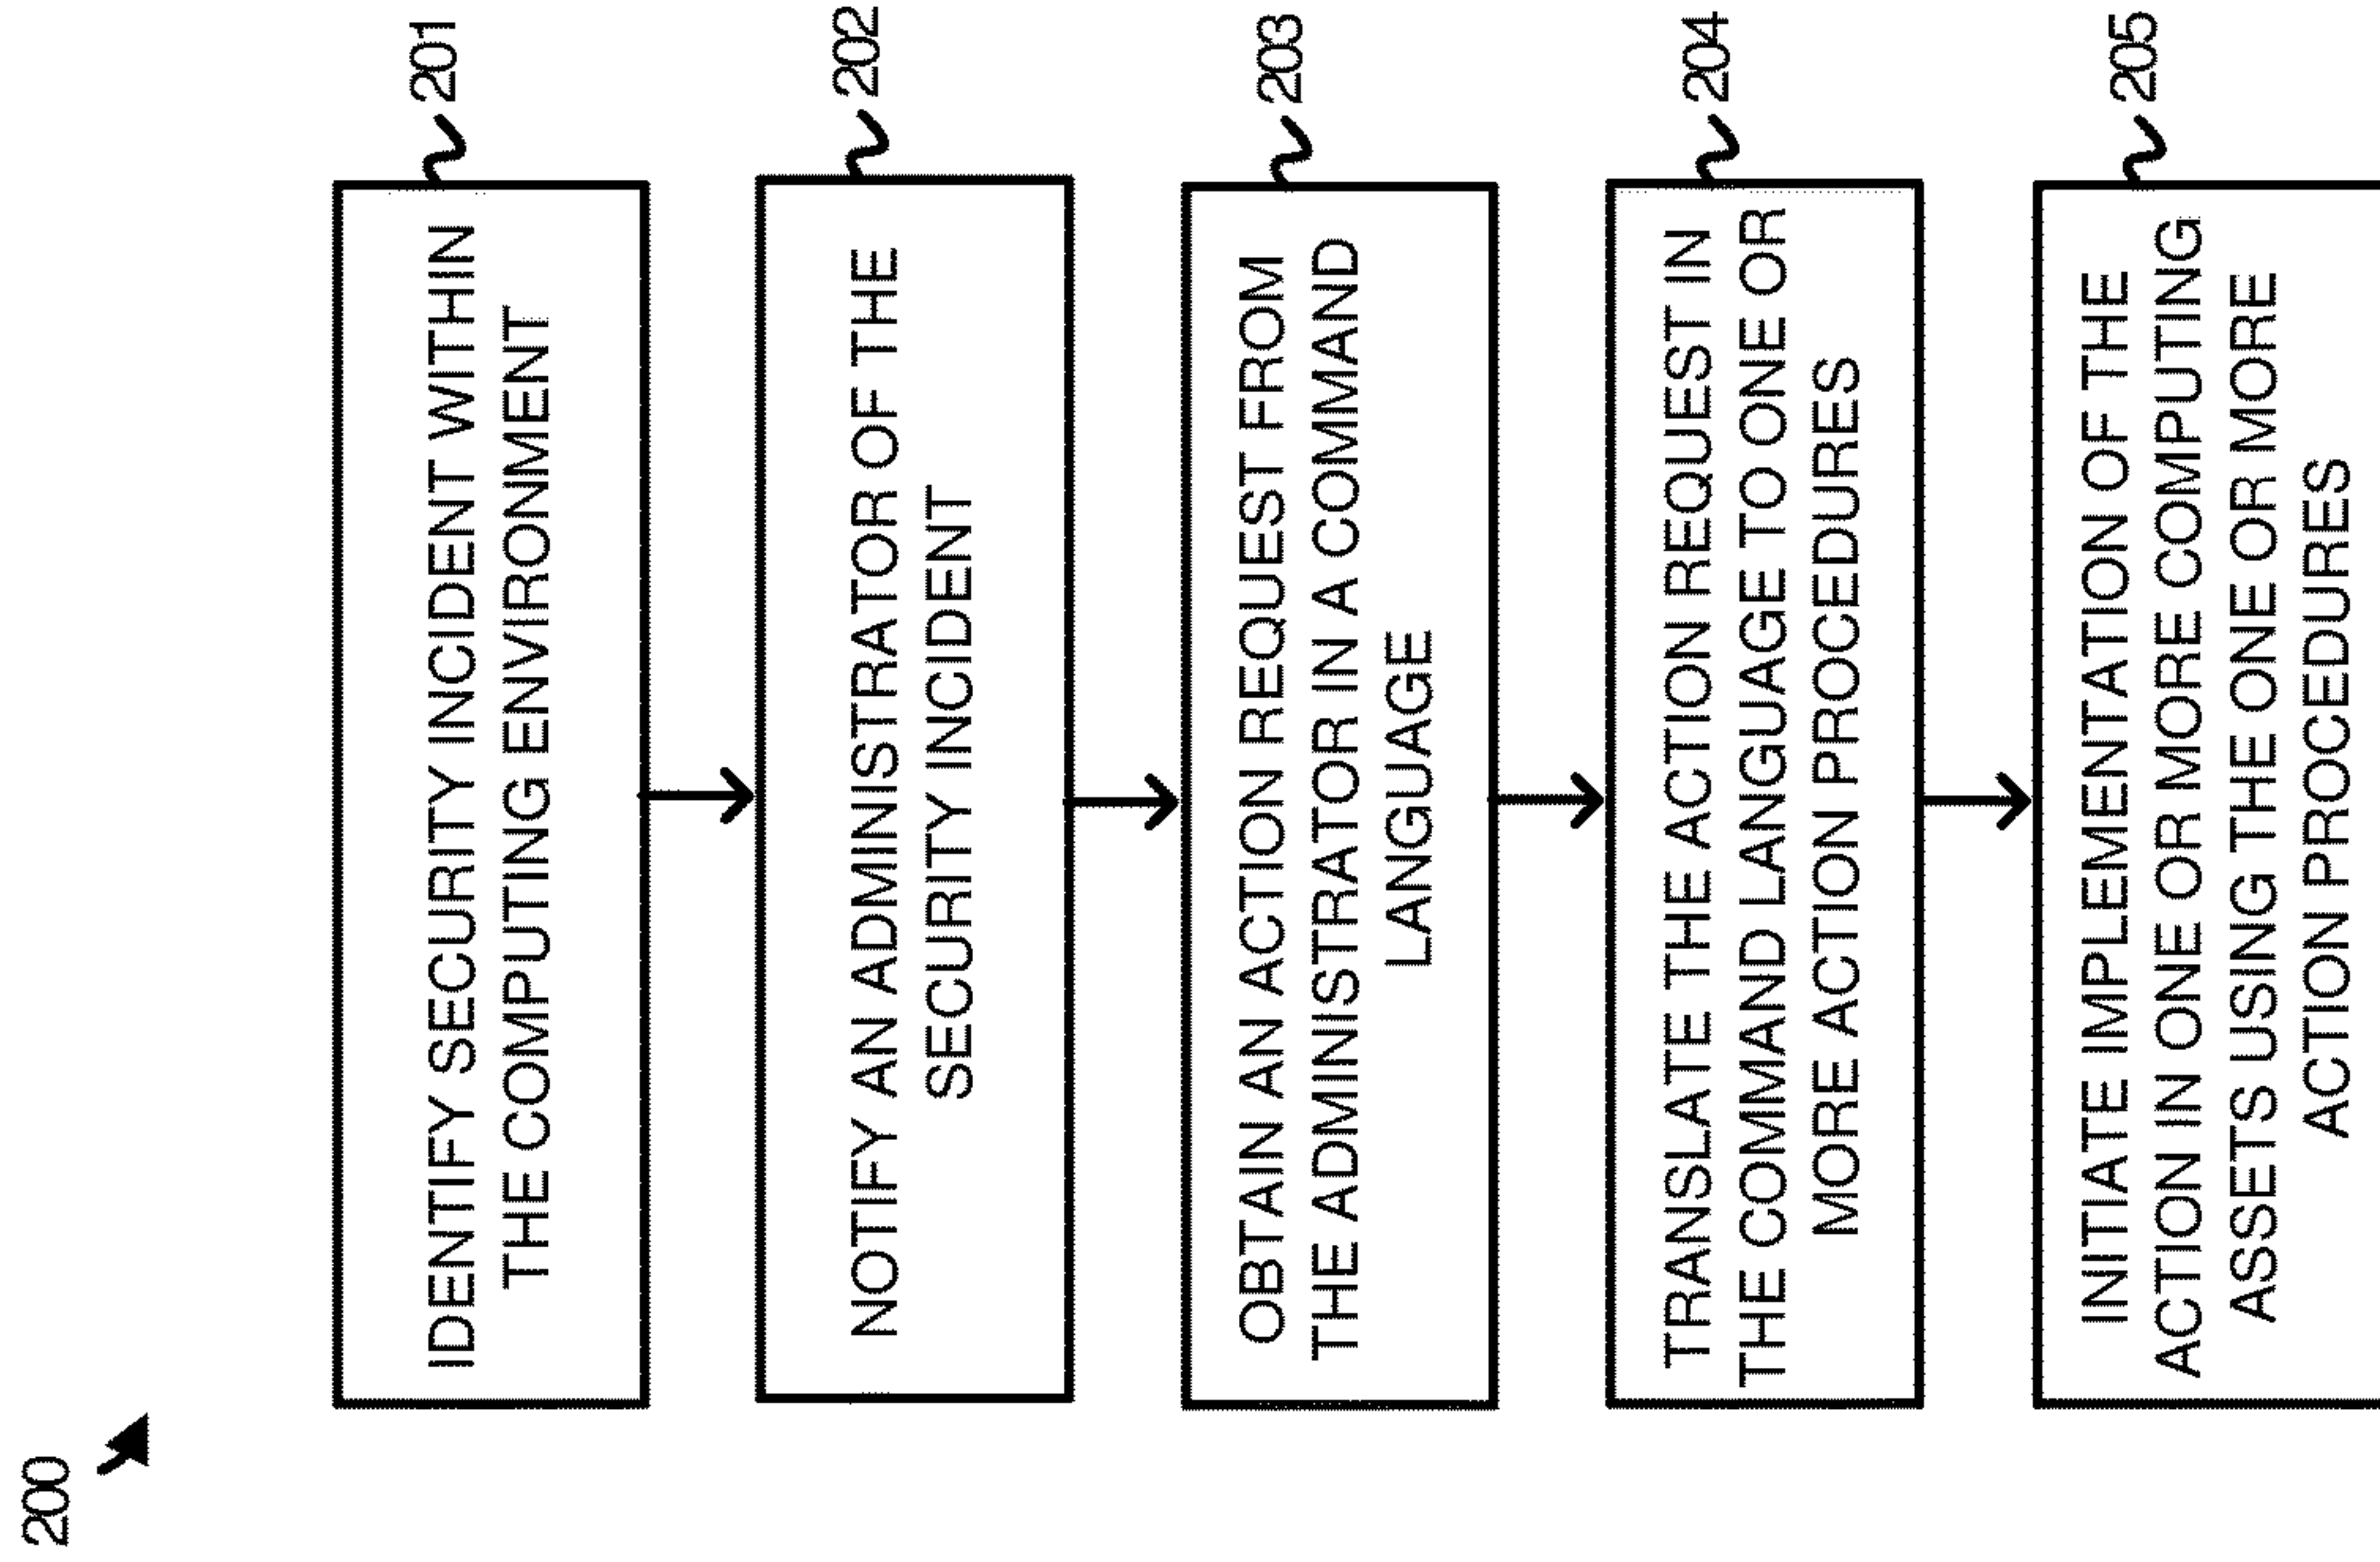 200
IDENTIFY SECURITY INCIDENT WITHIN
THE COMPUTING ENVIRONMENT
201
NOTIFY AN ADMINISTRATOR OF THE
SECURITY INCIDENT
202
OBTAIN AN ACTION REQUEST FROM
THE ADMINISTRATOR IN A COMMAND
LANGUAGE
203
TRANSLATE THE ACTION REQUEST IN
THE COMMAND LANGUAGE TO ONE OR
MORE ACTION PROCEDURES
204
INITIATE IMPLEMENTATION OF THE
ACTION IN ONE OR MORE COMPUTING
ASSETS USING THE ONE OR MORE
ACTION PROCEDURES
205